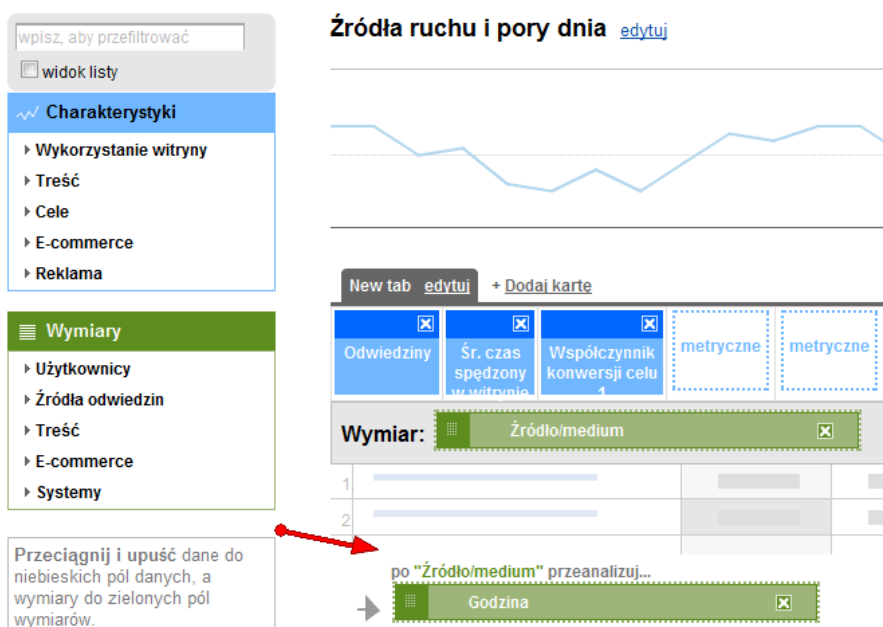 wpisz, aby przefiltrować
widok listy
Charakterystyki
Wykorzystanie witryny
Treść
Cele
E-commerce
Reklama
Wymiary
Użytkownicy
Źródła odwiedzin
Treść
E-commerce
Systemy
Przeciągnij i upuść dane do
niebieskich pól danych, a
wymiary do zielonych pól
wymiarów.
Źródła ruchu i pory dnia edytuj
New tab edytuj + Dodaj kartę
Odwiedziny
Śr. czas
spędzony
w witrynie
Współczynnik
konwersji celu
1
metryczne
metryczne
Wymiar: Źródło/medium
1
2
po "Źródło/medium" przeanalizuj...
Godzina